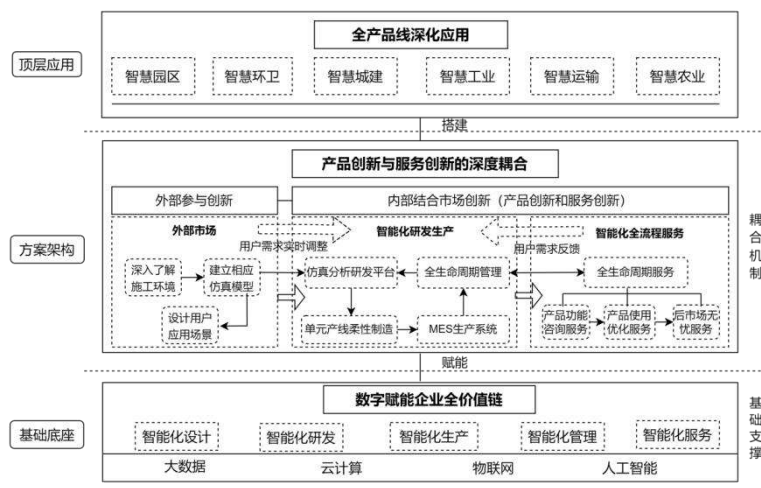 全产品线深化应用
顶层应用
智慧园区
智慧环卫
智慧城建
智慧工业
智慧运输
智慧农业
搭建
产品创新与服务创新的深度耦合
外部参与创新
内部结合市场创新（产品创新和服务创新）
耦合机制
方案架构
外部市场
用户需求实时调整
智能化研发生产
用户需求反馈
智能化全流程服务
深入了解
施工环境
建立相应
仿真模型
仿真分析研发平台
全生命周期管理
全生命周期服务
设计用户
应用场景
单元产线柔性制造
MES生产系统
产品功能
咨询服务
产品使用
优化服务
后市场无
忧服务
赋能
数字赋能企业全价值链
基础底座
智能化设计
智能化研发
智能化生产
智能化管理
智能化服务
基础支撑
大数据
云计算
物联网
人工智能